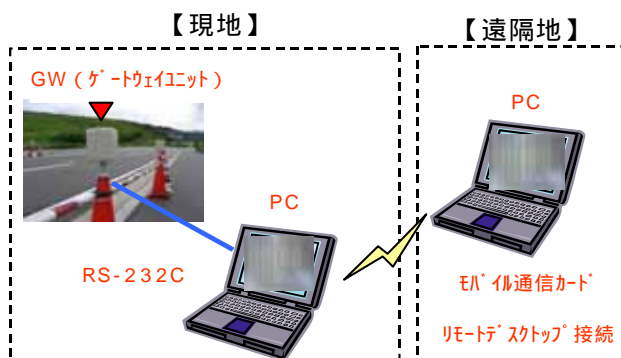 【現地】
【遠隔地】
GW(ｹﾞｰﾄｳｪｲﾕﾆｯﾄ)
PC
PC
RS-232C
ﾓﾊﾞｲﾙ通信ｶｰﾄﾞ
ﾘﾓｰﾄﾃﾞｽｸﾄｯﾌﾟ接続